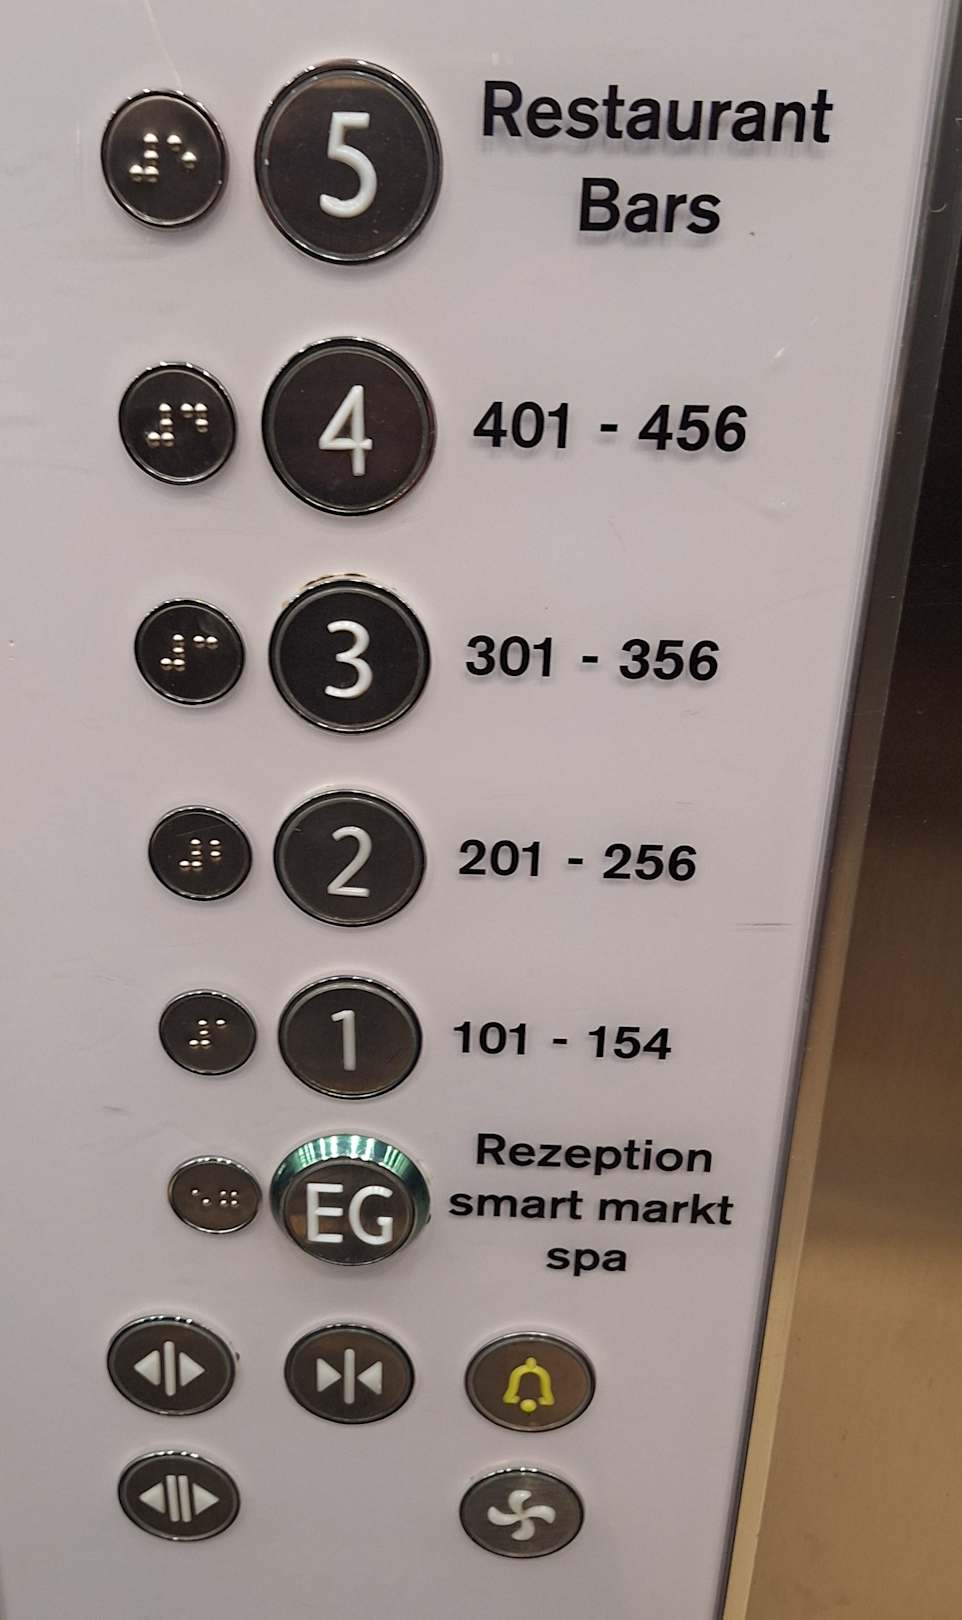 5 Restaurant
Bars
4 401 - 456
3 301 - 356
2 201 - 256
1 101 - 154
EG Rezeption
smart markt
spa